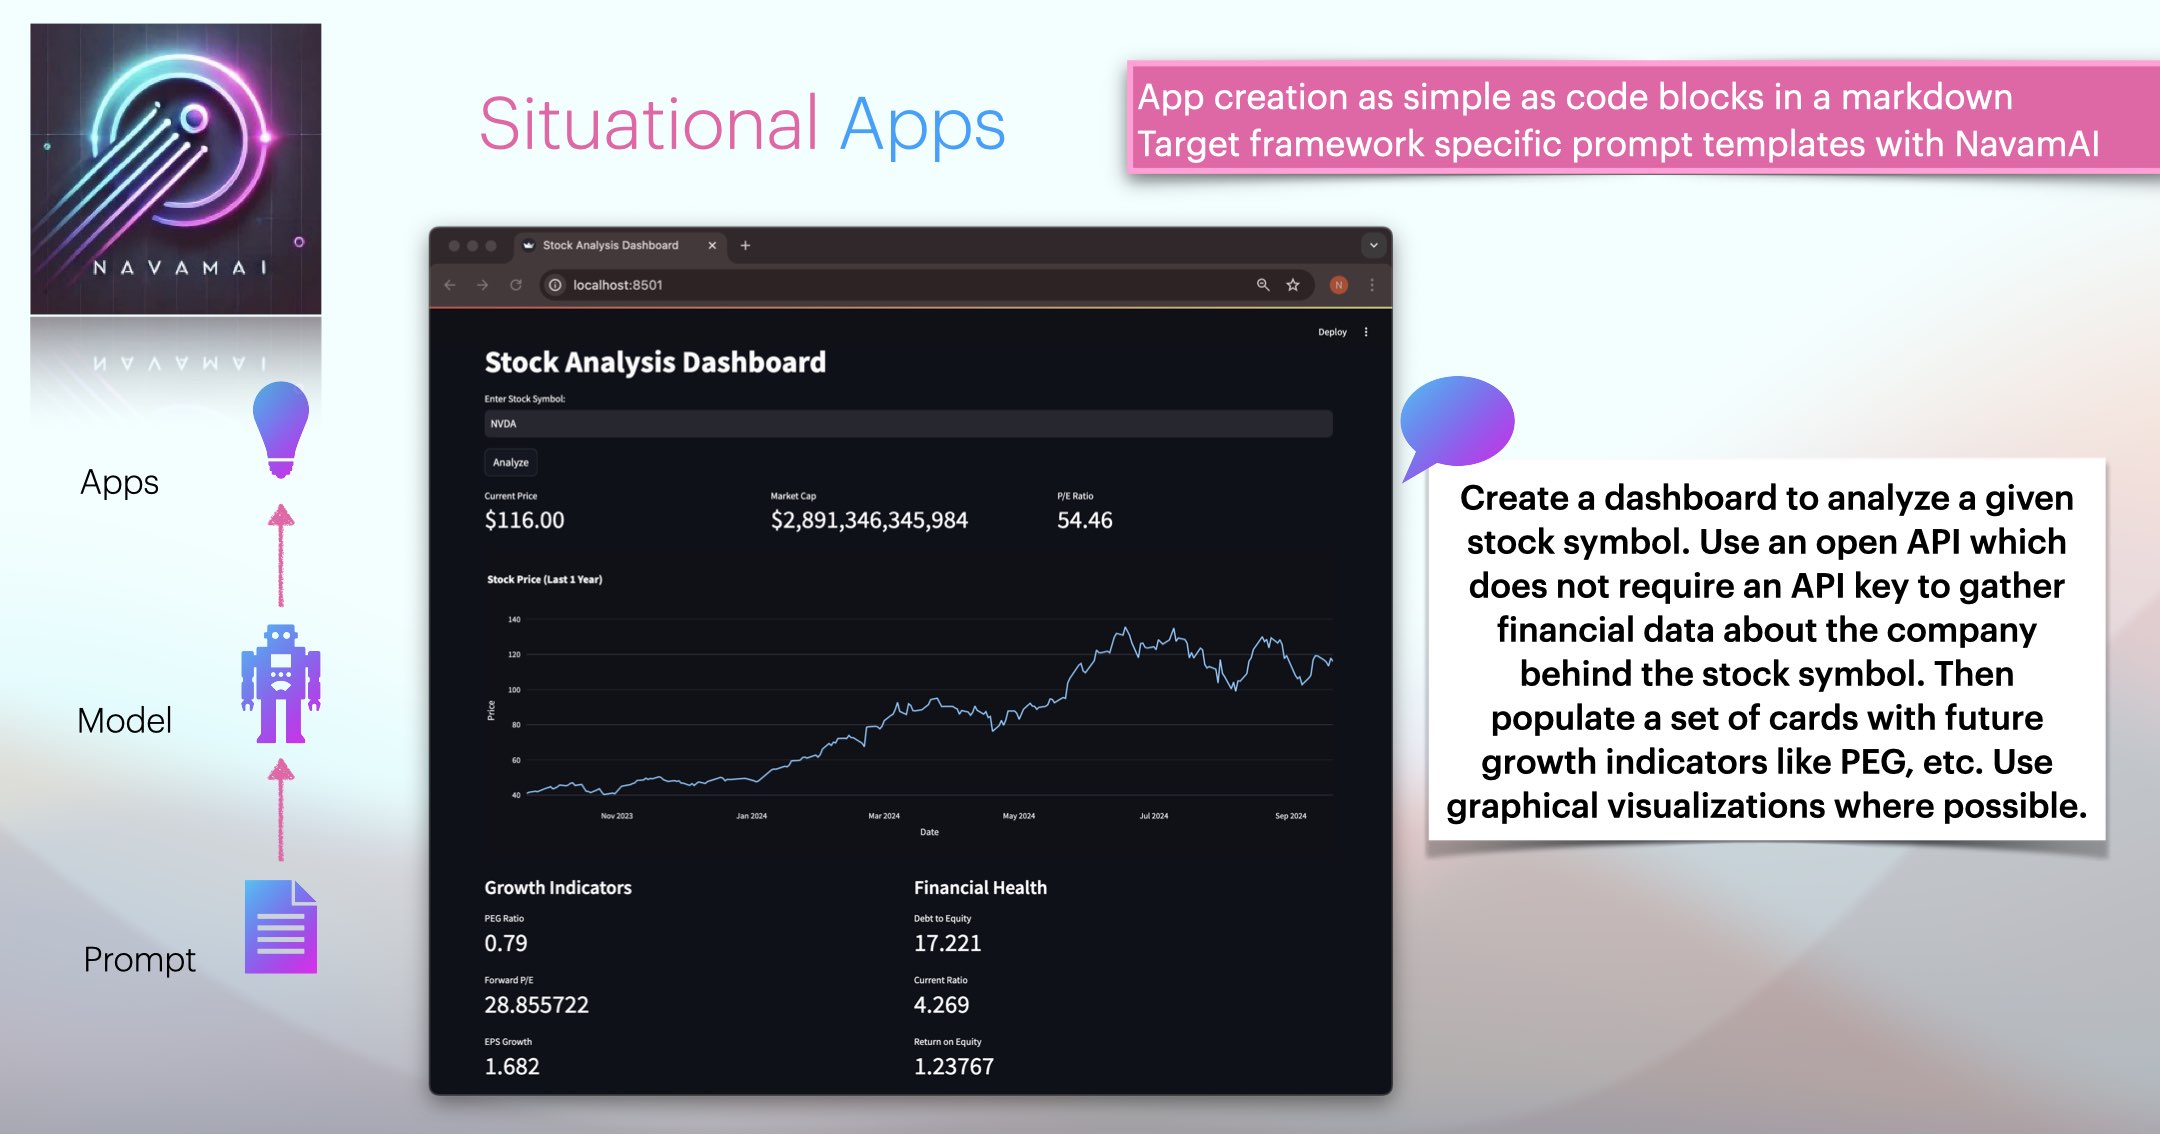 NAVAMAI
Situational Apps
App creation as simple as code blocks in a markdown
Target framework specific prompt templates with NavamAI
Apps
Model
Prompt
Stock Analysis Dashboard
localhost:8501
N
Deploy
Stock Analysis Dashboard
Enter Stock Symbol:
NVDA
Analyze
Current Price
$116.00
Market Cap
$2,891,346,345,984
P/E Ratio
54.46
Stock Price (Last 1 Year)
Price
140
120
100
80
60
40
Nov 2023 Jan 2024 Mar 2024 May 2024 Jul 2024 Sep 2024
Date
Growth Indicators
PEG Ratio
0.79
Forward P/E
28.855722
EPS Growth
1.682
Financial Health
Debt to Equity
17.221
Current Ratio
4.269
Return on Equity
1.23767
Create a dashboard to analyze a given
stock symbol. Use an open API which
does not require an API key to gather
financial data about the company
behind the stock symbol. Then
populate a set of cards with future
growth indicators like PEG, etc. Use
graphical visualizations where possible.